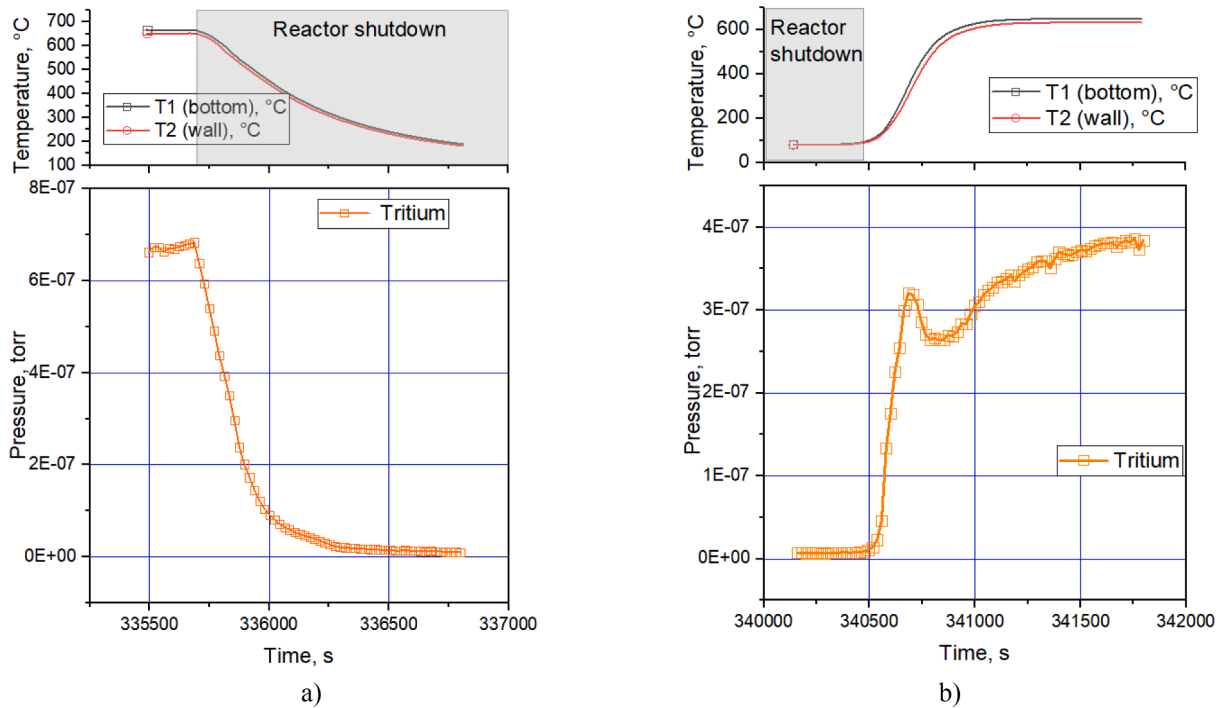 Temperature, °C
700
600
500
400
300
200
100
Reactor shutdown
T1 (bottom), °C
T2 (wall), °C
Pressure, torr
8E-07
6E-07
4E-07
2E-07
0E+00
Tritium
335500
336000
336500
337000
Time, s
a)
Temperature, °C
600
400
200
0
Reactor
shutdown
T1 (bottom), °C
T2 (wall), °C
Pressure, torr
4E-07
3E-07
2E-07
1E-07
0E+00
Tritium
340000
340500
341000
341500
342000
Time, s
b)